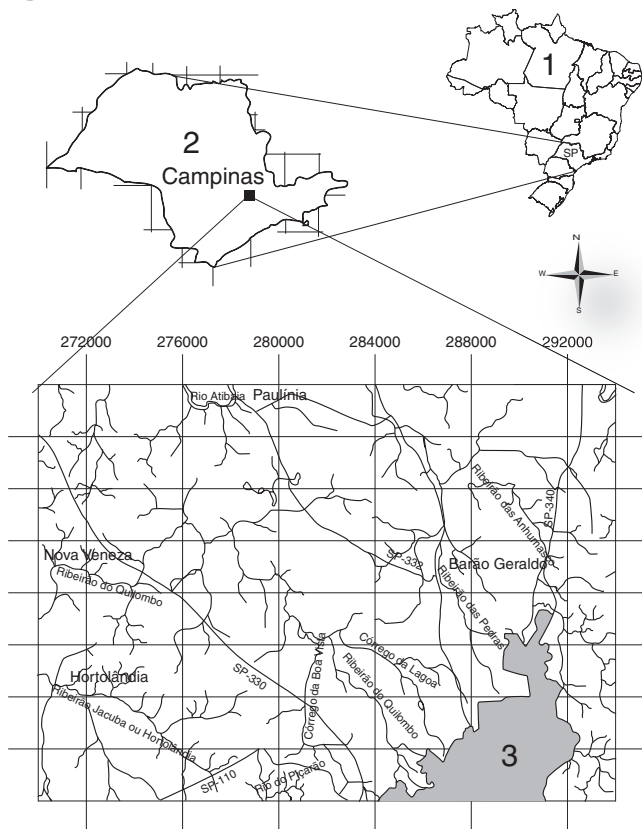 1
SP
2
Campinas
N
W
E
S
272000
276000
280000
284000
288000
292000
Rio Atibaia
Paulínia
Ribeirão das Anhumas
SP-340
Nova Veneza
SP-332
Barão Geraldo
Ribeirão do Quilombo
Ribeirão das Pedras
Córrego da Boa Vista
Córrego da Lagoa
Hortolândia
SP-330
Ribeirão do Quilombo
Ribeirão Jacuba ou Hortolândia
3
SP-110
Rio do Piçarão